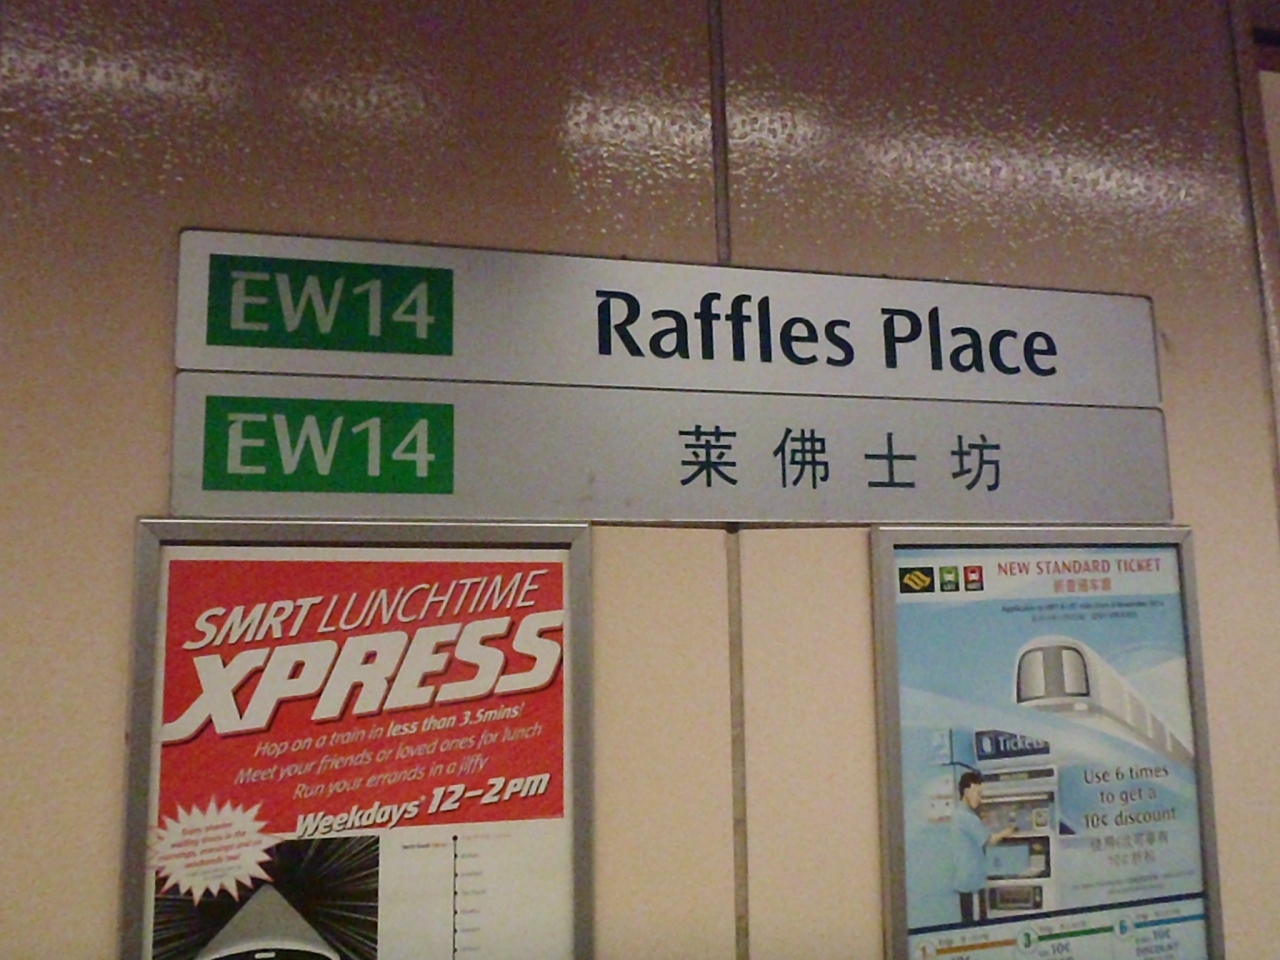 EW14 Raffles Place
EW14 莱佛士坊
SMRT LUNCHTIME
XPRESS
Hop on a train in less than 3.5mins!
Meet your friends or loved ones for lunch
Run your errands in a jiffy
Weekdays* 12-2PM
NEW STANDARD TICKET
Tickets
Use 6 times
to get a
10¢ discount